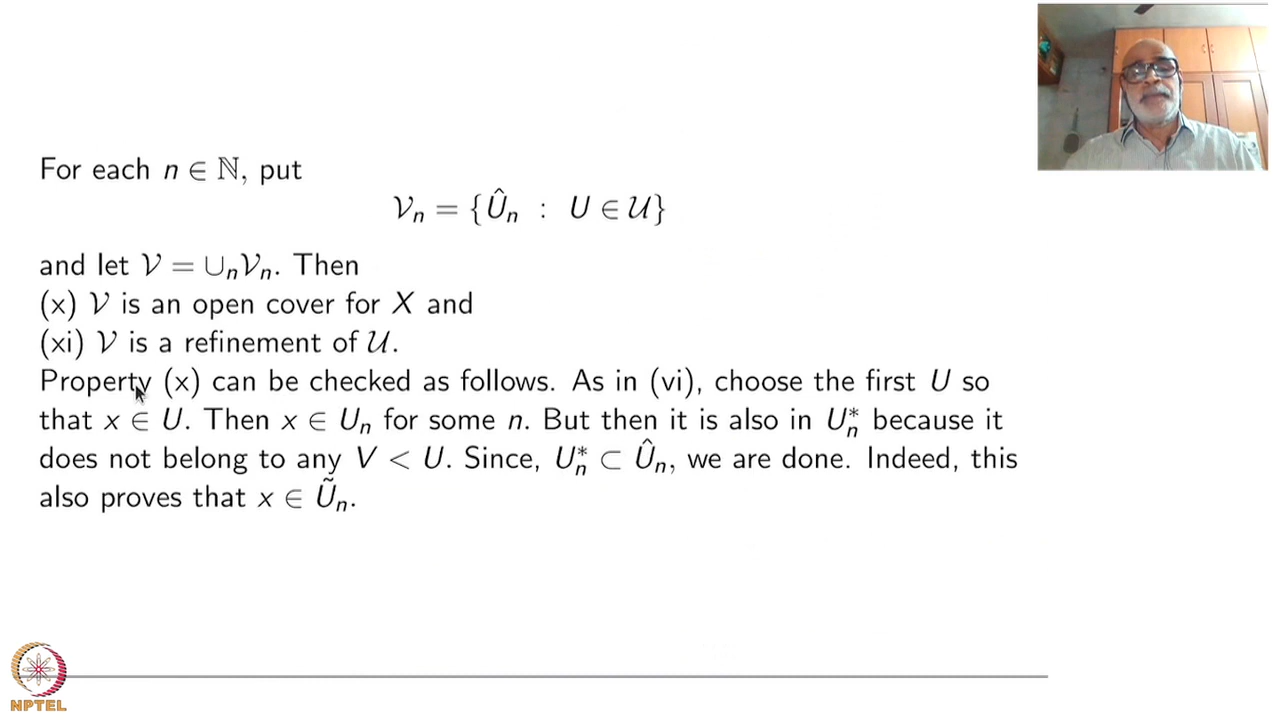 For each n ∈ ℕ, put
𝒱ₙ = {Ûₙ : U ∈ 𝒰}
and let 𝒱 = ∪ₙ𝒱ₙ. Then
(x) 𝒱 is an open cover for X and
(xi) 𝒱 is a refinement of 𝒰.
Property (x) can be checked as follows. As in (vi), choose the first U so
that x ∈ U. Then x ∈ Uₙ for some n. But then it is also in Uₙ* because it
does not belong to any V < U. Since, Uₙ* ⊂ Ûₙ, we are done. Indeed, this
also proves that x ∈ Ũₙ.
NPTEL